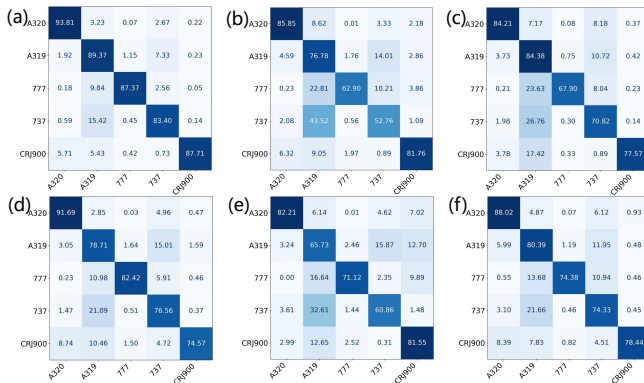 (a)
A320 93.81 3.23 0.07 2.67 0.22
A319 1.92 89.37 1.15 7.33 0.23
777 0.18 9.84 87.37 2.56 0.05
737 0.59 15.42 0.45 83.40 0.14
CRJ900 5.71 5.43 0.42 0.73 87.71
A320 A319 777 737 CRJ900
(b)
A320 85.85 8.62 0.01 3.33 2.18
A319 4.59 76.78 1.76 14.01 2.86
777 0.23 22.81 62.90 10.21 3.86
737 2.08 43.52 0.56 52.76 1.09
CRJ900 6.32 9.05 1.97 0.89 81.76
A320 A319 777 737 CRJ900
(c)
A320 84.21 7.17 0.08 8.18 0.37
A319 3.73 84.38 0.75 10.72 0.42
777 0.21 23.63 67.90 8.04 0.23
737 1.98 26.76 0.30 70.82 0.14
CRJ900 3.78 17.42 0.33 0.89 77.57
A320 A319 777 737 CRJ900
(d)
A320 91.69 2.85 0.03 4.96 0.47
A319 3.05 78.71 1.64 15.01 1.59
777 0.23 10.98 82.42 5.91 0.46
737 1.47 21.09 0.51 76.56 0.37
CRJ900 8.74 10.46 1.50 4.72 74.57
A320 A319 777 737 CRJ900
(e)
A320 82.21 6.14 0.01 4.62 7.02
A319 3.24 65.73 2.46 15.87 12.70
777 0.00 16.64 71.12 2.35 9.89
737 3.61 32.61 1.44 60.86 1.48
CRJ900 2.99 12.65 2.52 0.31 81.55
A320 A319 777 737 CRJ900
(f)
A320 88.02 4.87 0.07 6.12 0.93
A319 5.99 80.39 1.19 11.95 0.48
777 0.55 13.68 74.38 10.94 0.46
737 3.10 21.66 0.46 74.33 0.45
CRJ900 8.39 7.83 0.82 4.51 78.44
A320 A319 777 737 CRJ900